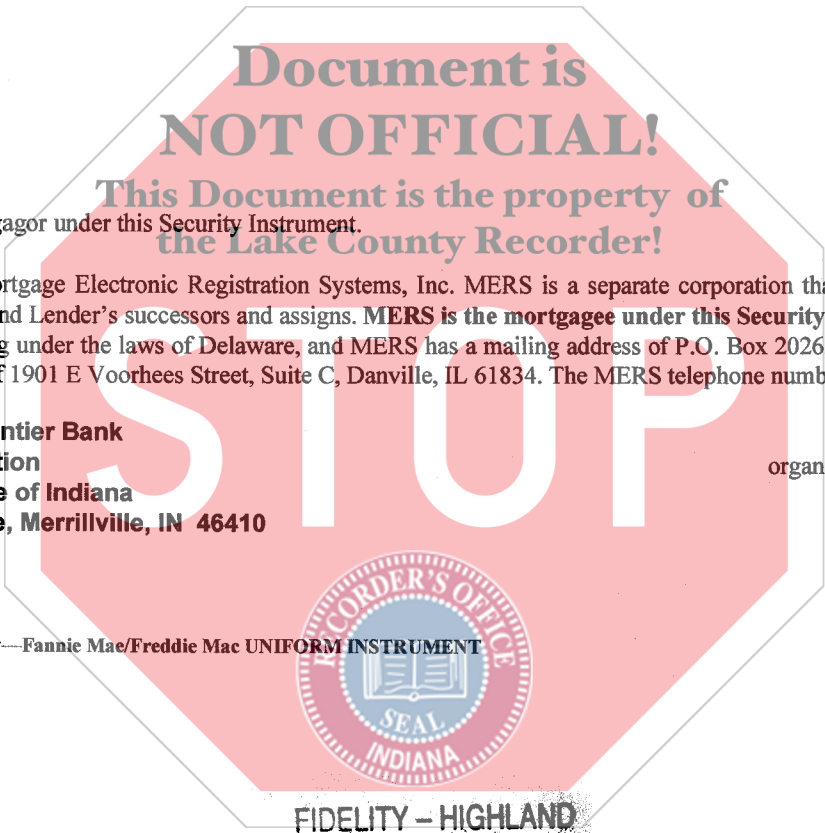 Document is
NOT OFFICIAL!
This Document is the property of
agor under this Security Instrument.
the Lake County Recorder!
rtgage Electronic Registration Systems, Inc. MERS is a separate corporation tha
nd Lender's successors and assigns. MERS is the mortgagee under this Security
g under the laws of Delaware, and MERS has a mailing address of P.O. Box 2026
f 1901 E Voorhees Street, Suite C, Danville, IL 61834. The MERS telephone numb
STOP
ntier Bank
tion organ
e of Indiana
e, Merrillville, IN 46410
RECORDER'S OFFICE
—Fannie Mae/Freddie Mac UNIFORM INSTRUMENT
SEAL
INDIANA
FIDELITY – HIGHLAND